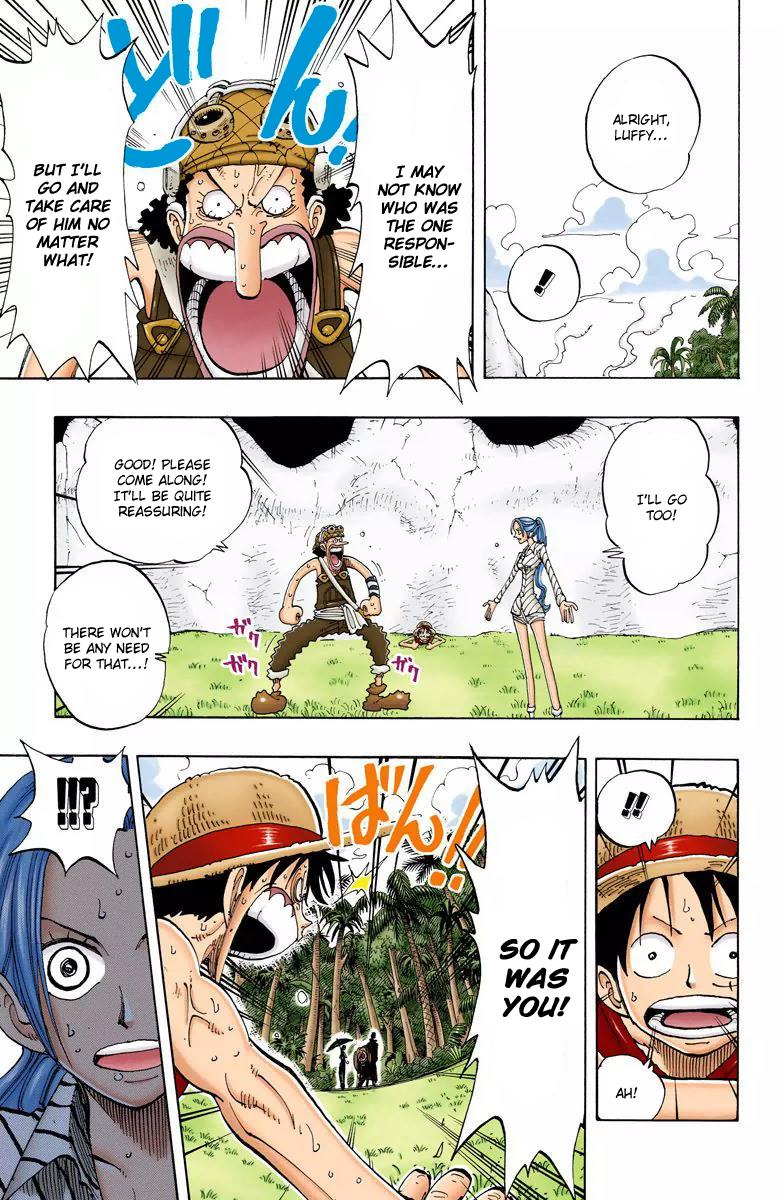 ALRIGHT,
LUFFY...
!
I MAY
NOT KNOW
WHO WAS
THE ONE
RESPON-
SIBLE...
どん!
BUT I'LL
GO AND
TAKE CARE
OF HIM NO
MATTER
WHAT!
I'LL GO
TOO!
GOOD! PLEASE
COME ALONG!
IT'LL BE QUITE
REASSURING!
THERE WON'T
BE ANY NEED
FOR THAT...!
ガク
ガク
ガク
!!
AH!
SO IT
WAS
YOU!
ばん!!
!!?